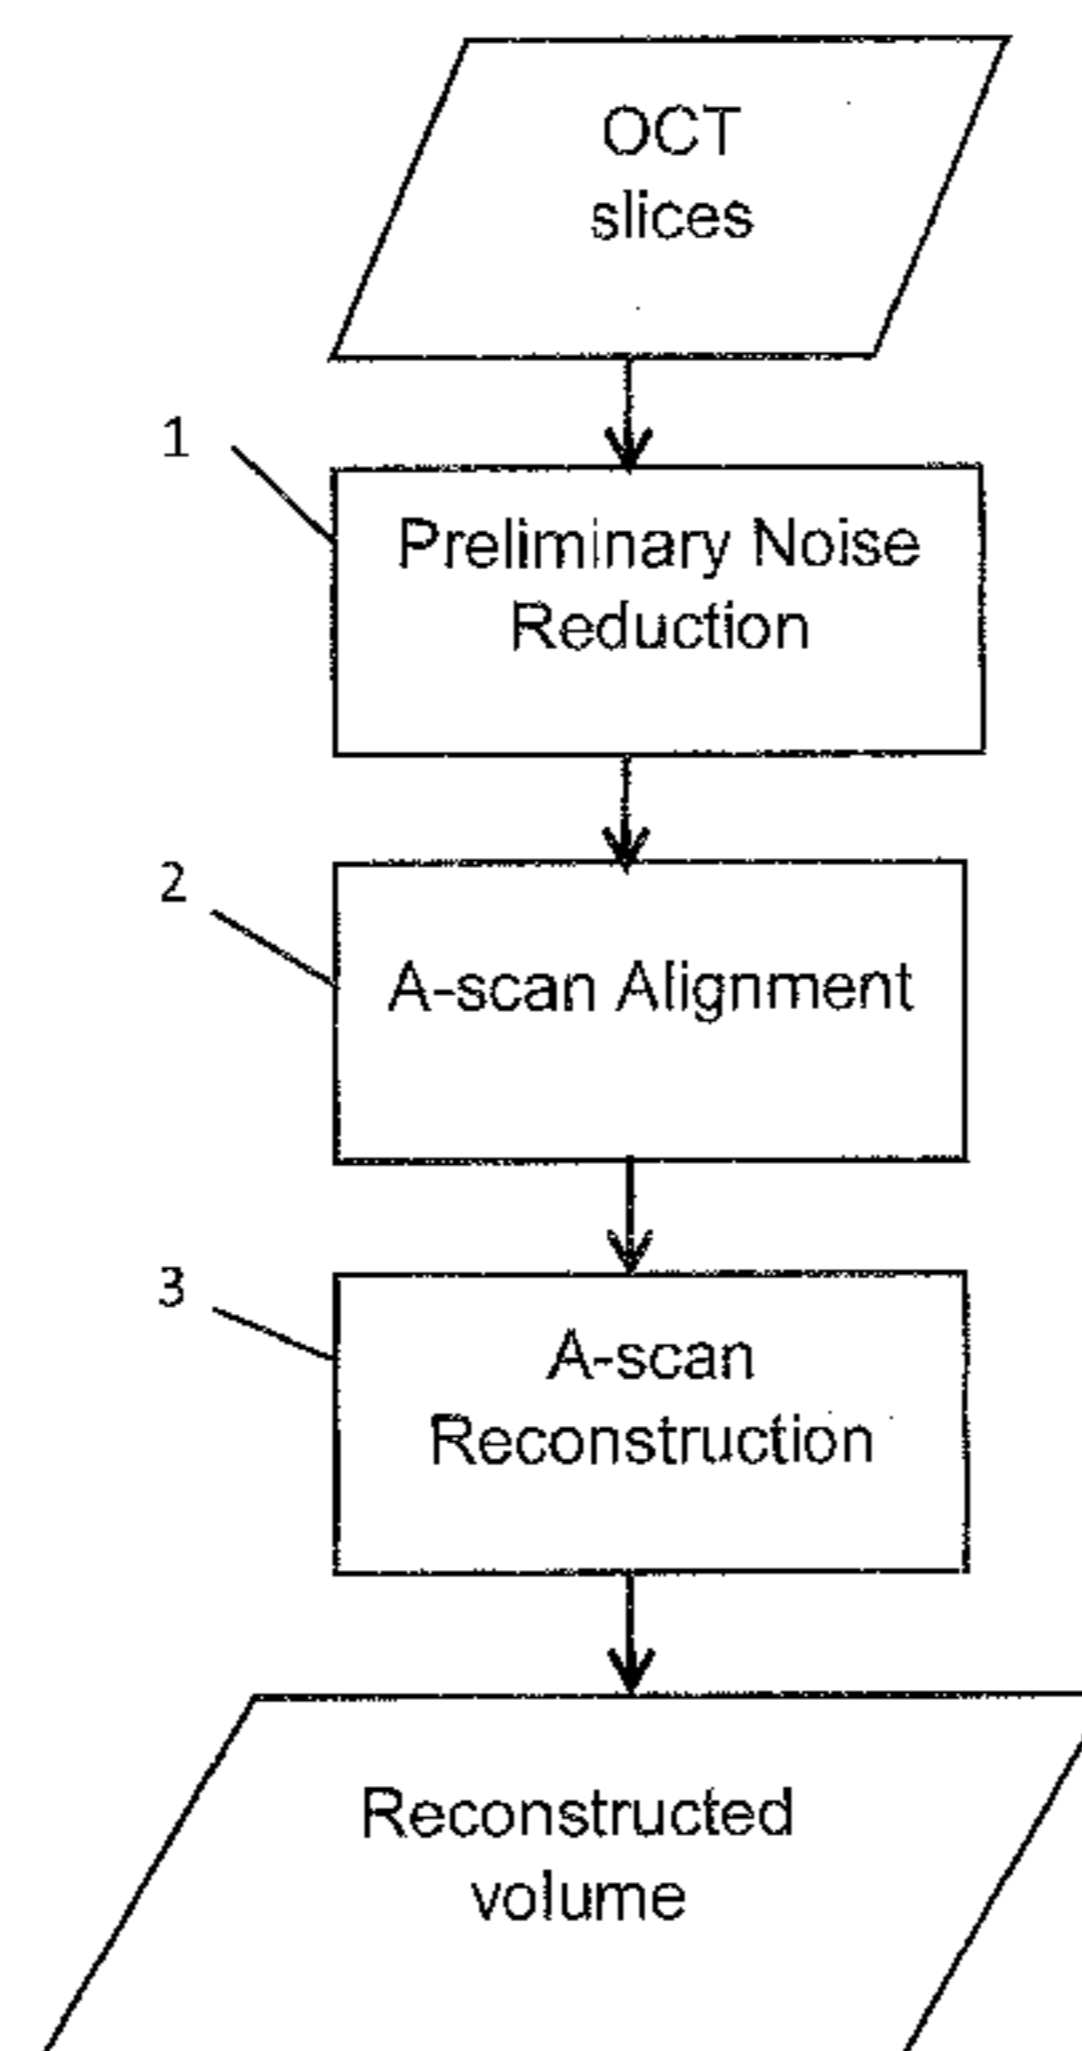 OCT
slices
1
Preliminary Noise
Reduction
2
A-scan Alignment
3
A-scan
Reconstruction
Reconstructed
volume